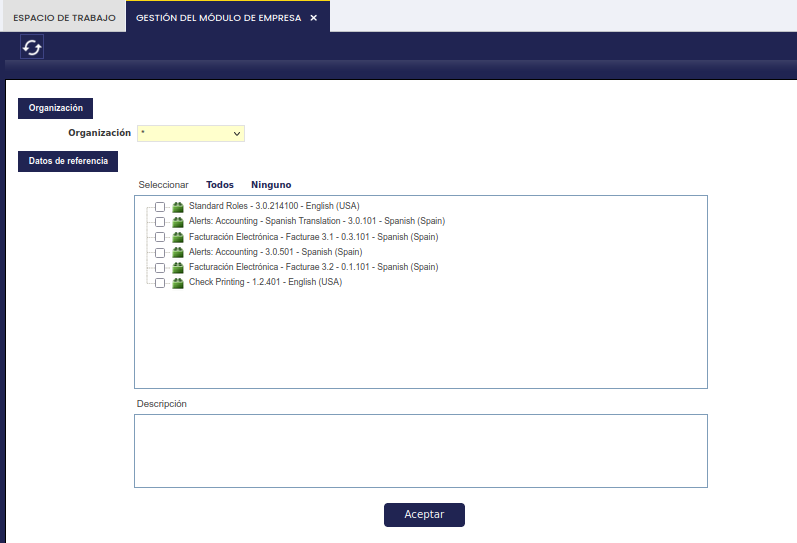 ESPACIO DE TRABAJO
GESTIÓN DEL MÓDULO DE EMPRESA ×
Organización
Organización *
Datos de referencia
Seleccionar Todos Ninguno
Standard Roles - 3.0.214100 - English (USA)
Alerts: Accounting - Spanish Translation - 3.0.101 - Spanish (Spain)
Facturación Electrónica - Facturae 3.1 - 0.3.101 - Spanish (Spain)
Alerts: Accounting - 3.0.501 - Spanish (Spain)
Facturación Electrónica - Facturae 3.2 - 0.1.101 - Spanish (Spain)
Check Printing - 1.2.401 - English (USA)
Descripción
Aceptar